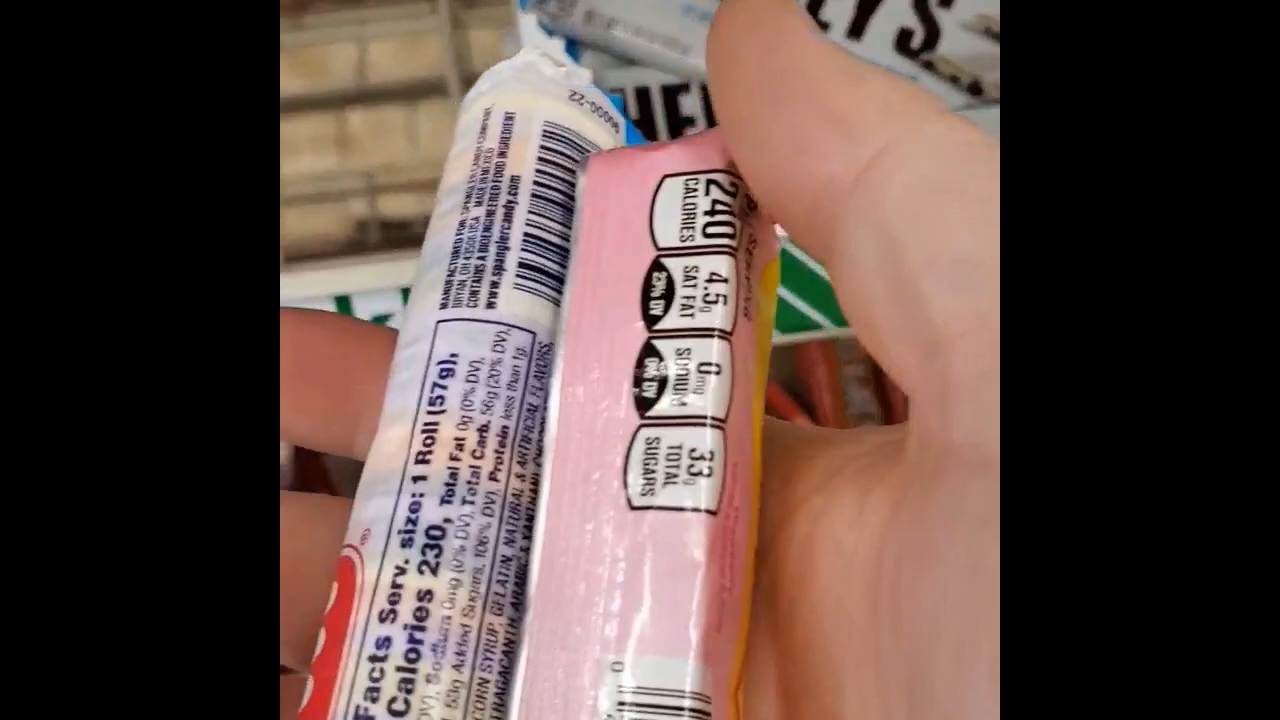 00000-22
MANUFACTURED FOR: SPANGLER CANDY COMPANY,
BRYAN, OH 43506 USA MADE IN MEXICO
CONTAINS A BIOENGINEERED FOOD INGREDIENT
www.spanglercandy.com
Facts Serv. size: 1 Roll (57g),
Calories 230, Total Fat 0g (0% DV),
DV), Sodium 0mg (0% DV), Total Carb. 56g (20% DV),
53g Added Sugars, 106% DV), Protein less than 1g.
CORN SYRUP, GELATIN, NATURAL & ARTIFICIAL FLAVORS,
240
CALORIES
4.5g
SAT FAT
23% DV
0mg
SODIUM
0% DV
33g
TOTAL
SUGARS
0